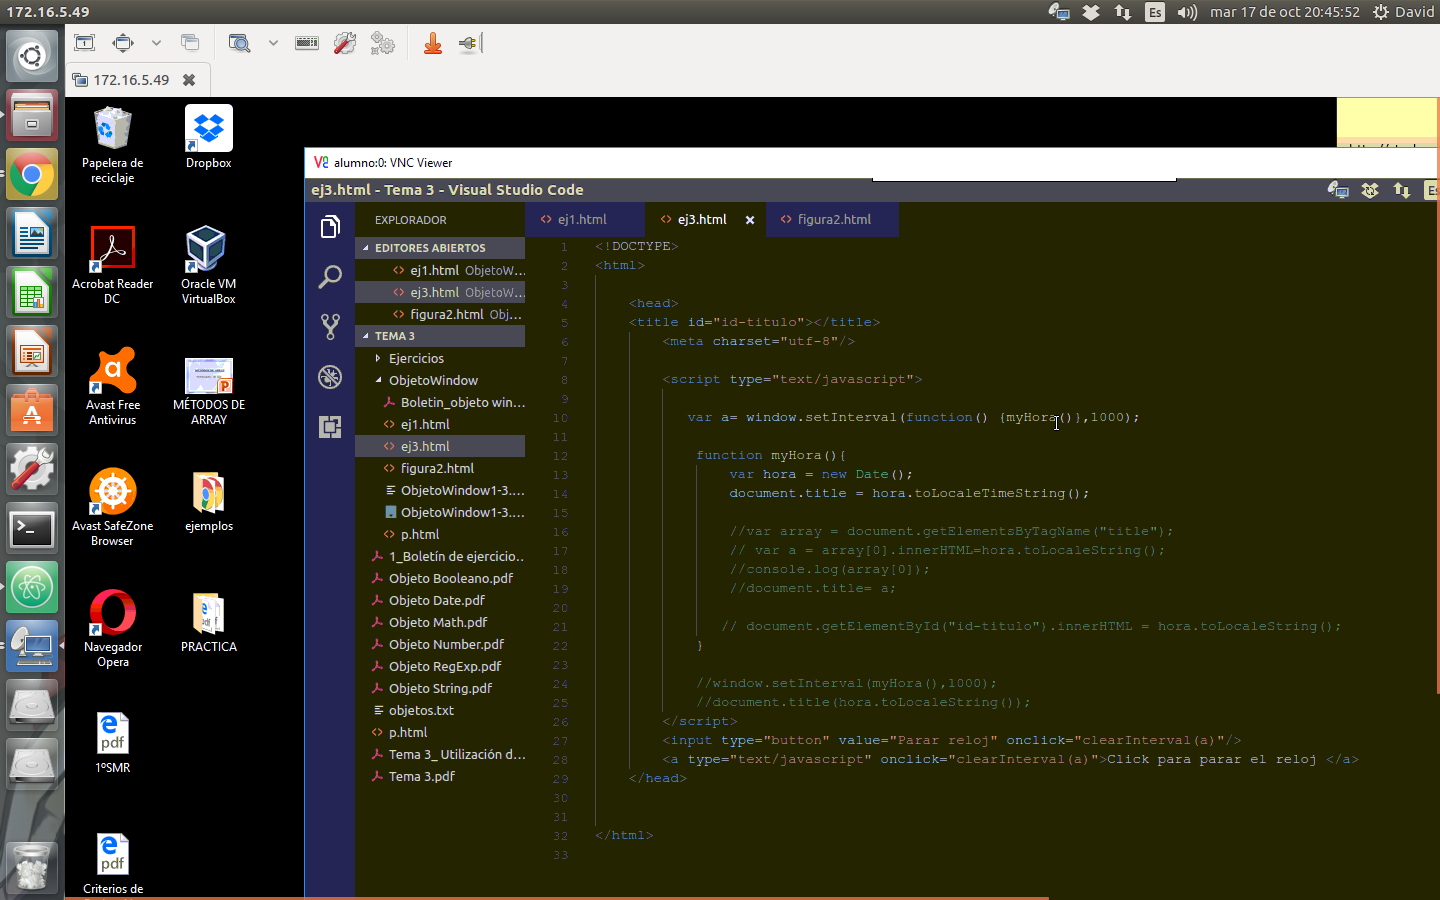 172.16.5.49
Es
mar 17 de oct 20:45:52
David
172.16.5.49
Papelera de
reciclaje
Dropbox
Acrobat Reader
DC
Oracle VM
VirtualBox
Avast Free
Antivirus
MÉTODOS DE
ARRAY
Avast SafeZone
Browser
ejemplos
Navegador
Opera
PRACTICA
1ºSMR
Criterios de
alumno:0: VNC Viewer
ej3.html - Tema 3 - Visual Studio Code
Es
EXPLORADOR
EDITORES ABIERTOS
ej1.html ObjetoW...
ej3.html ObjetoW...
figura2.html Obj...
TEMA 3
Ejercicios
ObjetoWindow
Boletin_objeto win...
ej1.html
ej3.html
figura2.html
ObjetoWindow1-3....
ObjetoWindow1-3....
p.html
1_Boletín de ejercicio...
Objeto Booleano.pdf
Objeto Date.pdf
Objeto Math.pdf
Objeto Number.pdf
Objeto RegExp.pdf
Objeto String.pdf
objetos.txt
p.html
Tema 3_ Utilización d...
Tema 3.pdf
ej1.html
ej3.html
figura2.html
1 <!DOCTYPE>
2 <html>
3
4 <head>
5 <title id="id-titulo"></title>
6 <meta charset="utf-8"/>
7
8 <script type="text/javascript">
9
10 var a= window.setInterval(function() {myHora()},1000);
11
12 function myHora(){
13 var hora = new Date();
14 document.title = hora.toLocaleTimeString();
15
16 //var array = document.getElementsByTagName("title");
17 // var a = array[0].innerHTML=hora.toLocaleString();
18 //console.log(array[0]);
19 //document.title= a;
20
21 // document.getElementById("id-titulo").innerHTML = hora.toLocaleString();
22 }
23
24 //window.setInterval(myHora(),1000);
25 //document.title(hora.toLocaleString());
26 </script>
27 <input type="button" value="Parar reloj" onclick="clearInterval(a)"/>
28 <a type="text/javascript" onclick="clearInterval(a)">Click para parar el reloj </a>
29 </head>
30
31
32 </html>
33